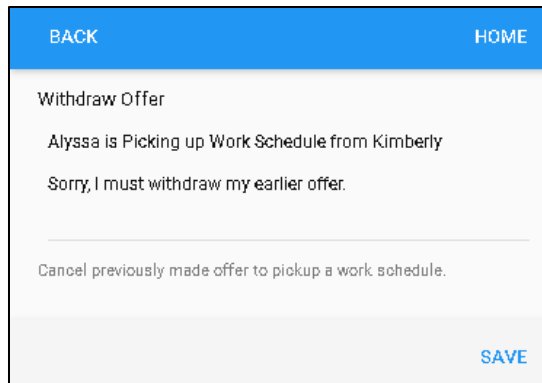 BACK HOME
Withdraw Offer
Alyssa is Picking up Work Schedule from Kimberly
Sorry, I must withdraw my earlier offer.
Cancel previously made offer to pickup a work schedule.
SAVE